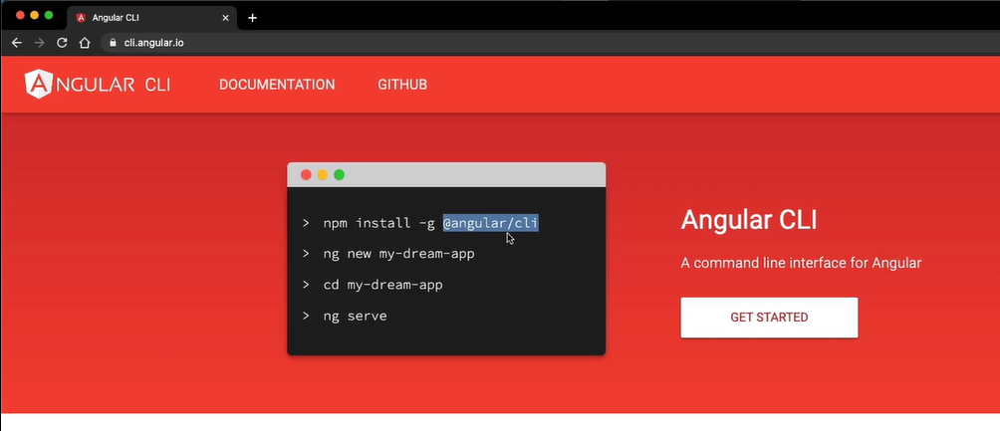 Angular CLI
cli.angular.io
ANGULAR CLI DOCUMENTATION GITHUB
> npm install -g @angular/cli
> ng new my-dream-app
> cd my-dream-app
> ng serve
Angular CLI
A command line interface for Angular
GET STARTED